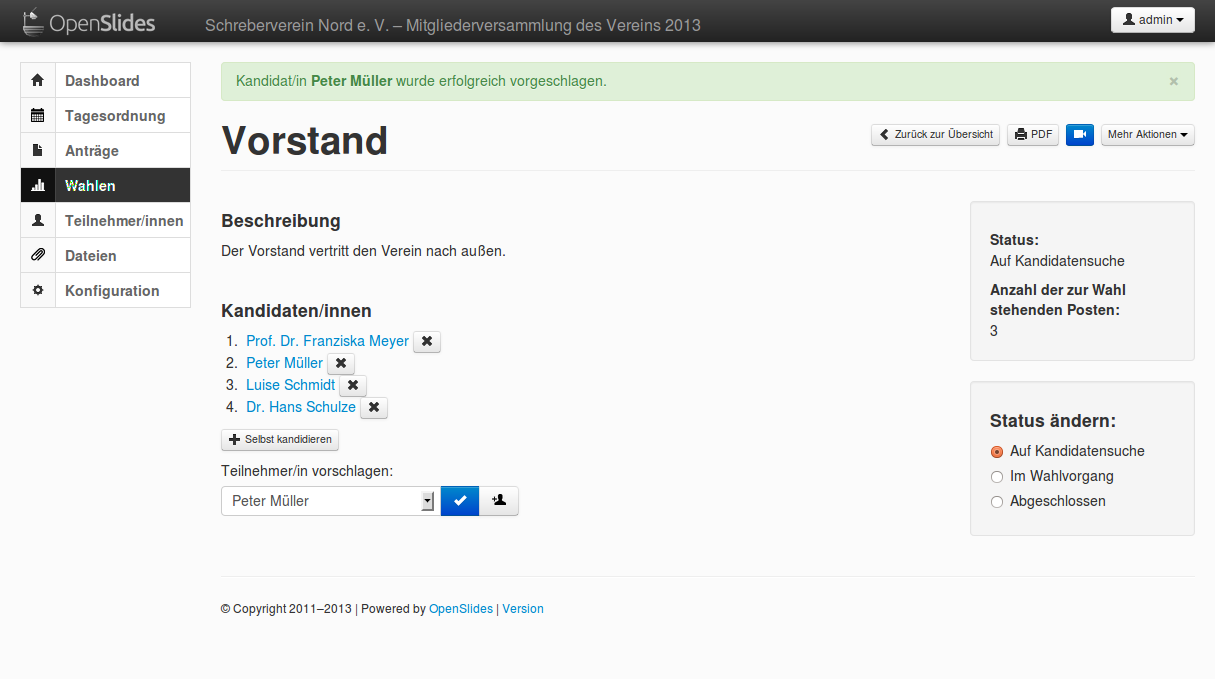 OpenSlides
Schreberverein Nord e. V. – Mitgliederversammlung des Vereins 2013
admin
Dashboard
Tagesordnung
Anträge
Wahlen
Teilnehmer/innen
Dateien
Konfiguration
Kandidat/in Peter Müller wurde erfolgreich vorgeschlagen.
×
Vorstand
Zurück zur Übersicht
PDF
Mehr Aktionen
Beschreibung
Der Vorstand vertritt den Verein nach außen.
Kandidaten/innen
1. Prof. Dr. Franziska Meyer
2. Peter Müller
3. Luise Schmidt
4. Dr. Hans Schulze
Selbst kandidieren
Teilnehmer/in vorschlagen:
Peter Müller
Status:
Auf Kandidatensuche
Anzahl der zur Wahl
stehenden Posten:
3
Status ändern:
Auf Kandidatensuche
Im Wahlvorgang
Abgeschlossen
© Copyright 2011–2013 | Powered by OpenSlides | Version